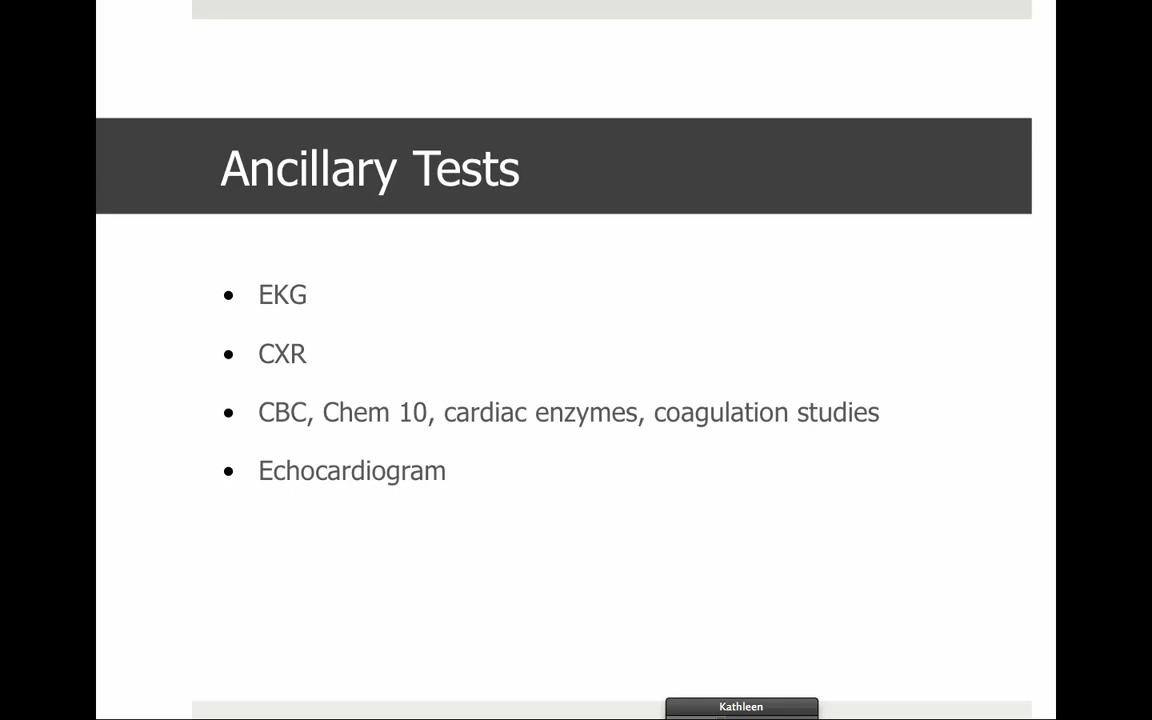 Ancillary Tests
• EKG
• CXR
• CBC, Chem 10, cardiac enzymes, coagulation studies
• Echocardiogram
Kathleen